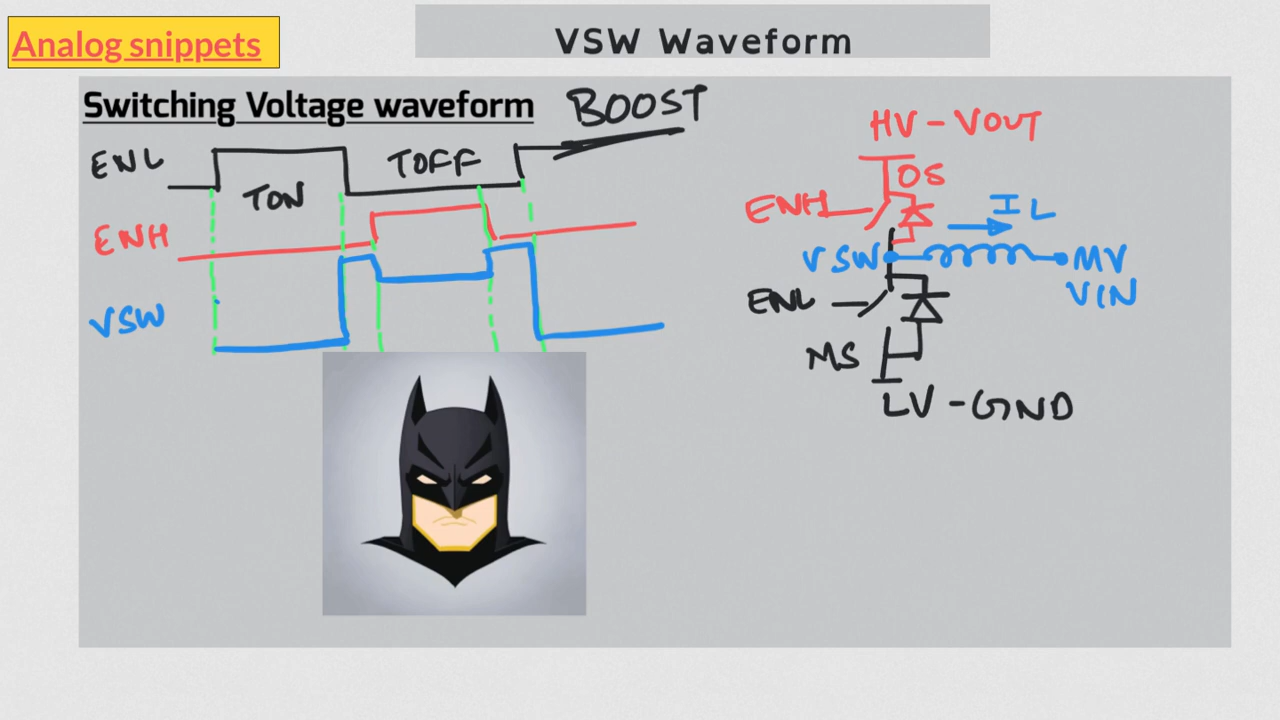 Analog snippets
VSW Waveform
Switching Voltage waveform BOOST
ENL
TOFF
TON
ENH
VSW
HV - VOUT
OS
ENH
IL
VSW
MV
VIN
ENL
MS
LV - GND